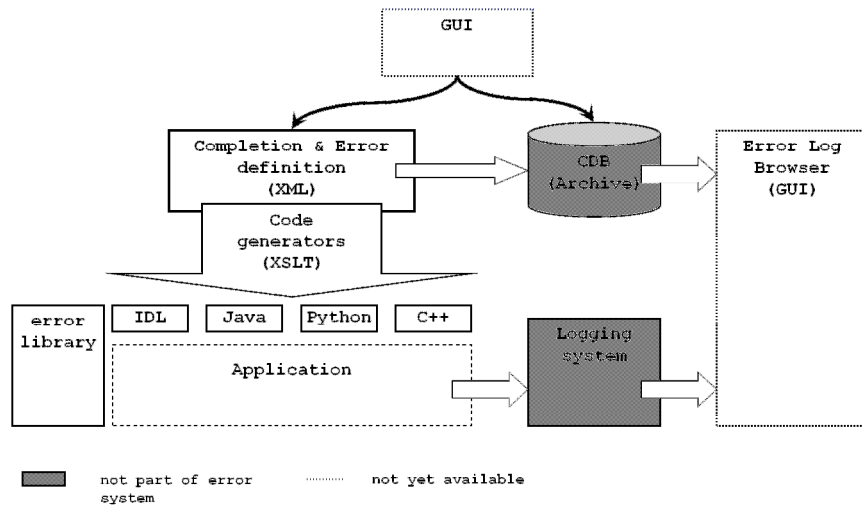 GUI
Completion & Error
definition
(XML)
CDB
(Archive)
Error Log
Browser
(GUI)
Code
generators
(XSLT)
error
library
IDL
Java
Python
C++
Application
Logging
system
not part of error
system
not yet available